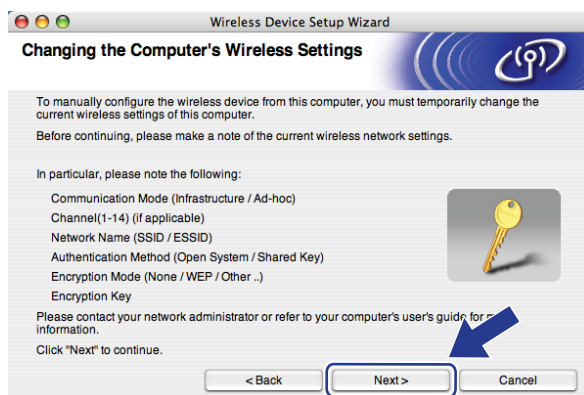 Wireless Device Setup Wizard
Changing the Computer's Wireless Settings
To manually configure the wireless device from this computer, you must temporarily change the
current wireless settings of this computer.
Before continuing, please make a note of the current wireless network settings.
In particular, please note the following:
Communication Mode (Infrastructure / Ad-hoc)
Channel(1-14) (if applicable)
Network Name (SSID / ESSID)
Authentication Method (Open System / Shared Key)
Encryption Mode (None / WEP / Other ..)
Encryption Key
Please contact your network administrator or refer to your computer's user's guide for
information.
Click "Next" to continue.
< Back Next > Cancel